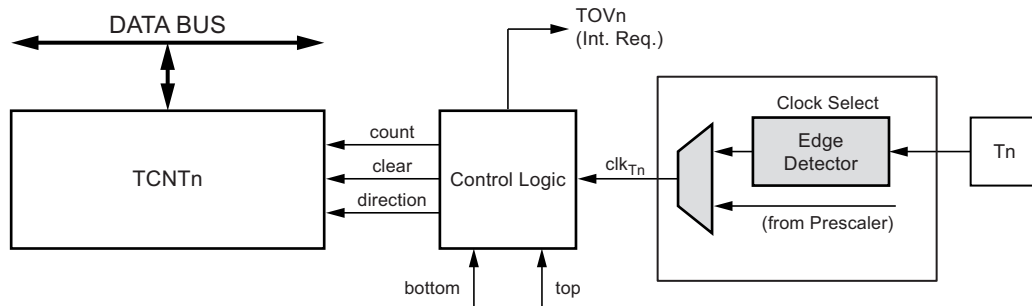 DATA BUS
TOVn
(Int. Req.)
Clock Select
TCNTn
count
clear
direction
Control Logic
clkTn
Edge
Detector
Tn
(from Prescaler)
bottom
top